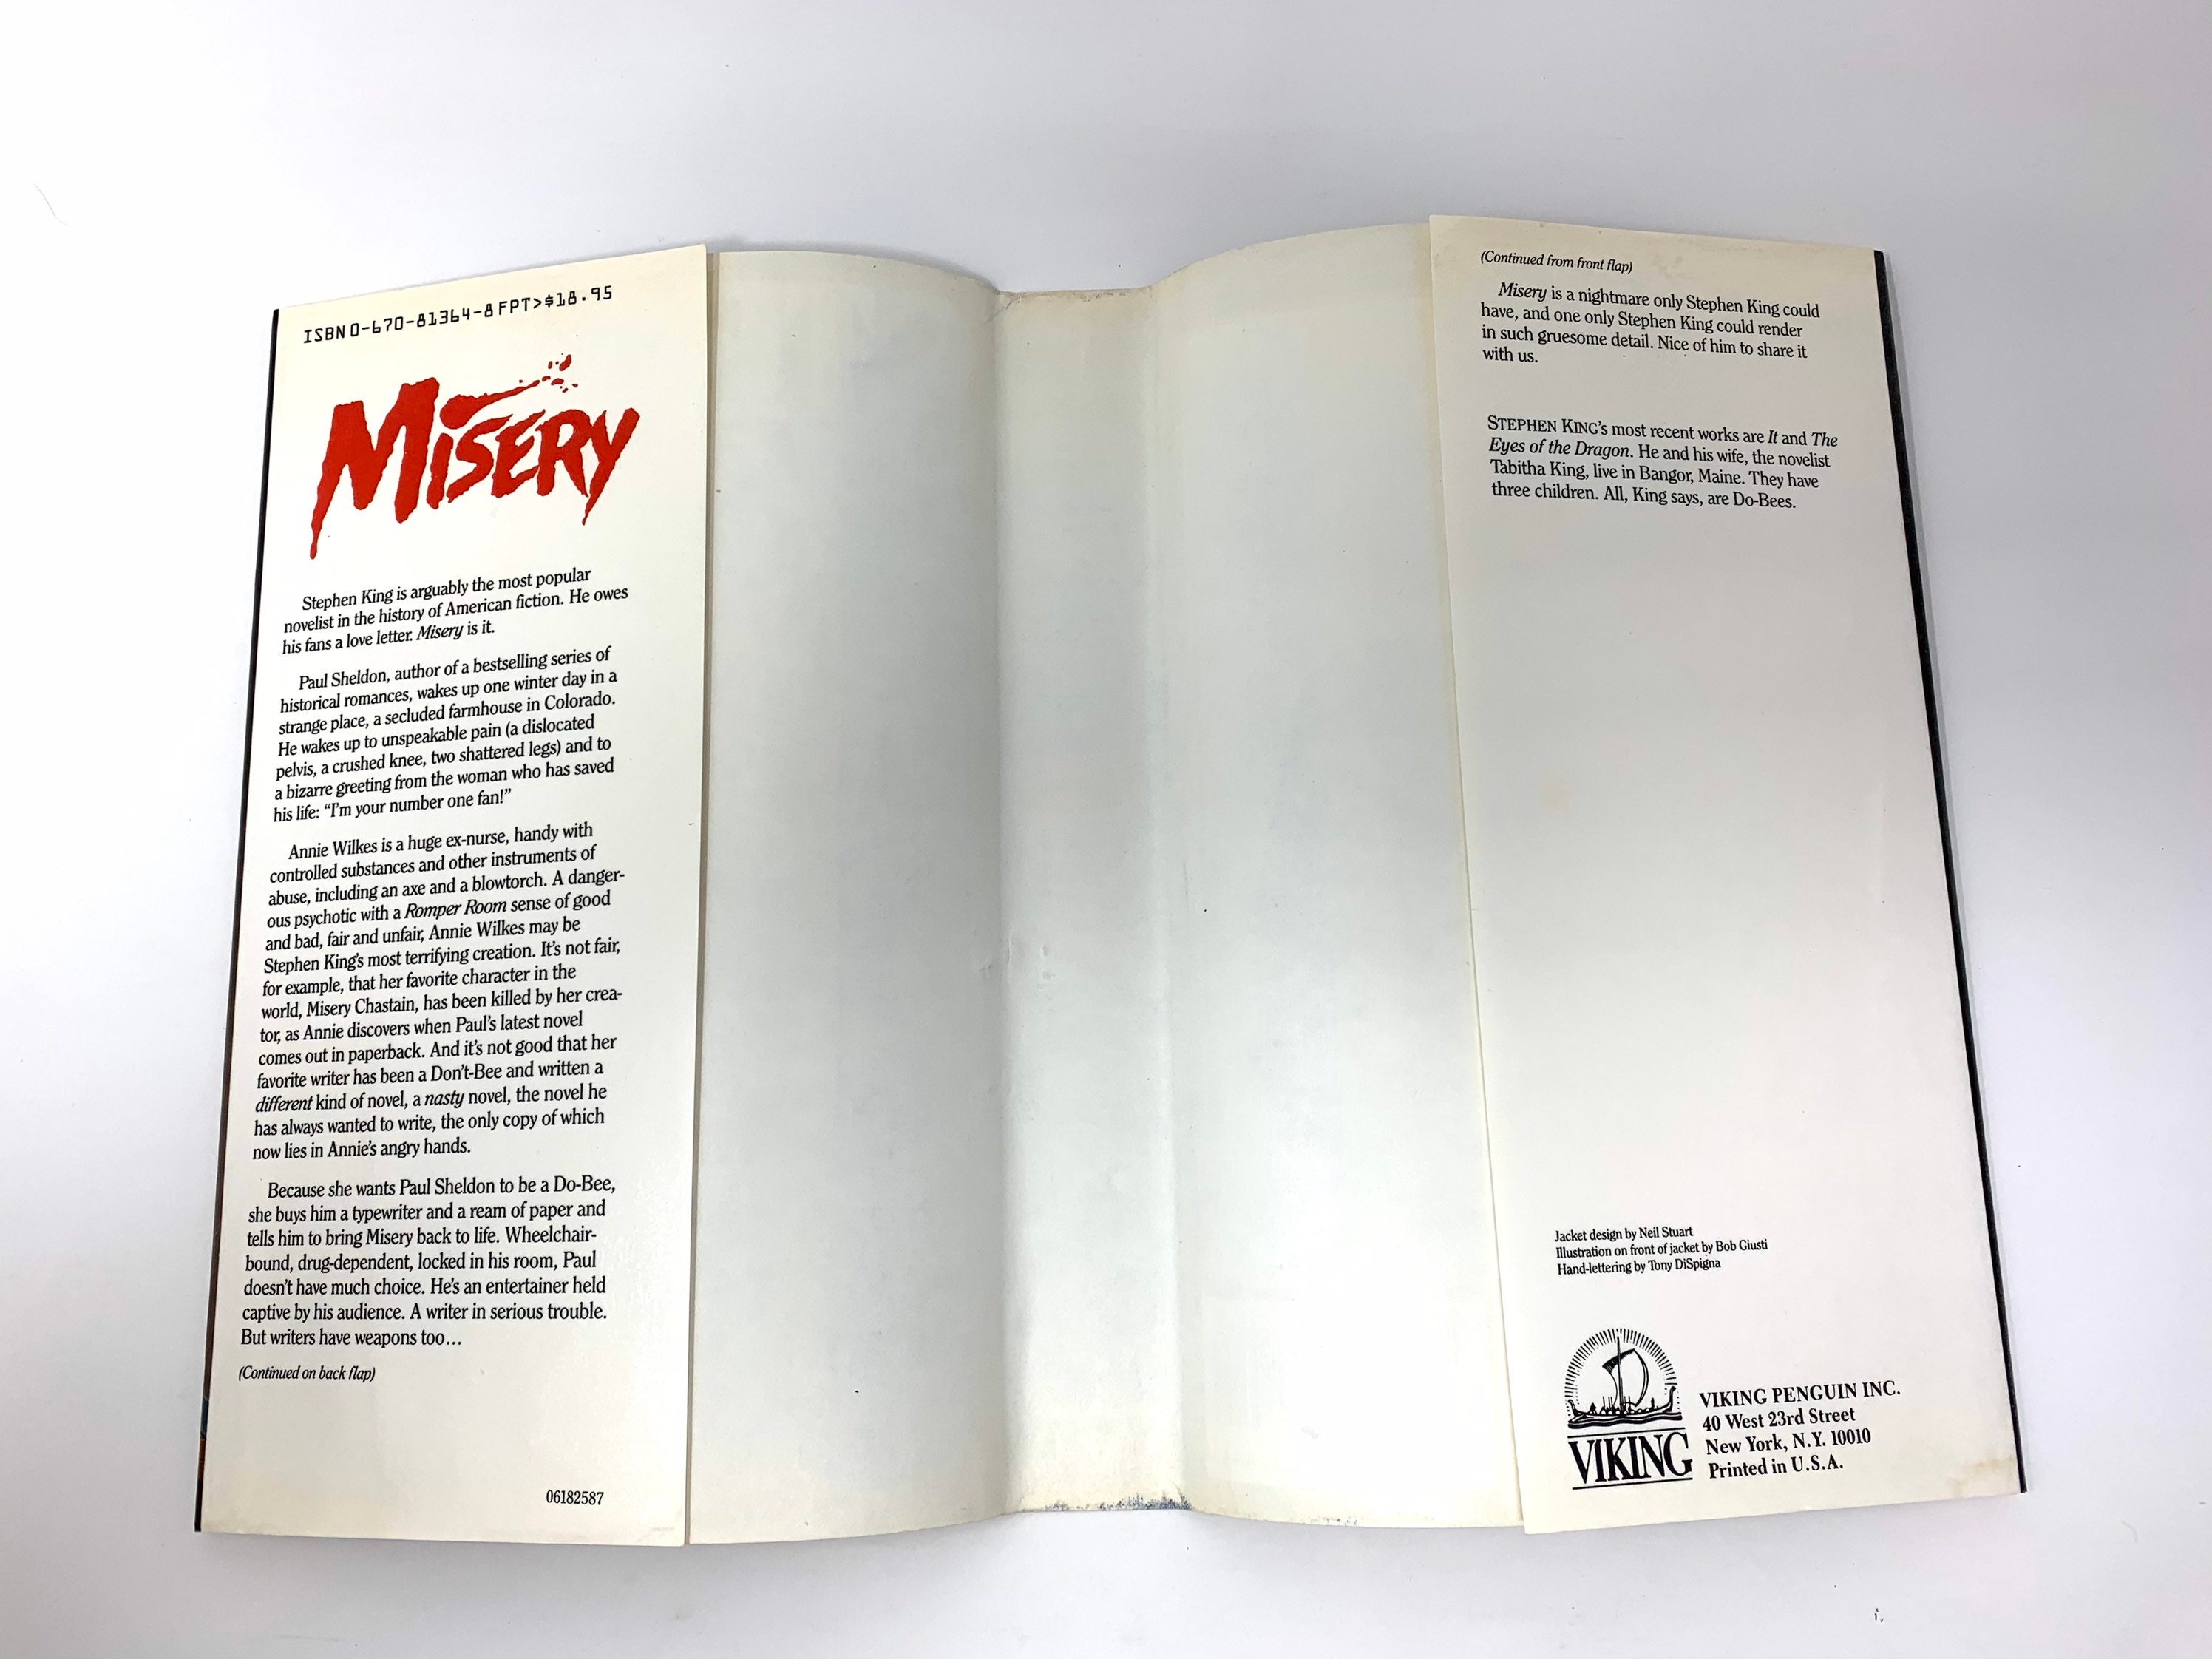 ISBN 0-670-81364-8 FPT>$18.95
MISERY
Stephen King is arguably the most popular
novelist in the history of American fiction. He owes
his fans a love letter. Misery is it.
Paul Sheldon, author of a bestselling series of
historical romances, wakes up one winter day in a
strange place, a secluded farmhouse in Colorado.
He wakes up to unspeakable pain (a dislocated
pelvis, a crushed knee, two shattered legs) and to
a bizarre greeting from the woman who has saved
his life: “I’m your number one fan!”
Annie Wilkes is a huge ex-nurse, handy with
controlled substances and other instruments of
abuse, including an axe and a blowtorch. A danger-
ous psychotic with a Romper Room sense of good
and bad, fair and unfair, Annie Wilkes may be
Stephen King’s most terrifying creation. It’s not fair,
for example, that her favorite character in the
world, Misery Chastain, has been killed by her crea-
tor, as Annie discovers when Paul’s latest novel
comes out in paperback. And it’s not good that her
favorite writer has been a Don’t-Bee and written a
different kind of novel, a nasty novel, the novel he
has always wanted to write, the only copy of which
now lies in Annie’s angry hands.
Because she wants Paul Sheldon to be a Do-Bee,
she buys him a typewriter and a ream of paper and
tells him to bring Misery back to life. Wheelchair-
bound, drug-dependent, locked in his room, Paul
doesn’t have much choice. He’s an entertainer held
captive by his audience. A writer in serious trouble.
But writers have weapons too...
(Continued on back flap)
06182587
(Continued from front flap)
Misery is a nightmare only Stephen King could
have, and one only Stephen King could render
in such gruesome detail. Nice of him to share it
with us.
STEPHEN KING’s most recent works are It and The
Eyes of the Dragon. He and his wife, the novelist
Tabitha King, live in Bangor, Maine. They have
three children. All, King says, are Do-Bees.
Jacket design by Neil Stuart
Illustration on front of jacket by Bob Giusti
Hand-lettering by Tony DiSpigna
VIKING
VIKING PENGUIN INC.
40 West 23rd Street
New York, N.Y. 10010
Printed in U.S.A.